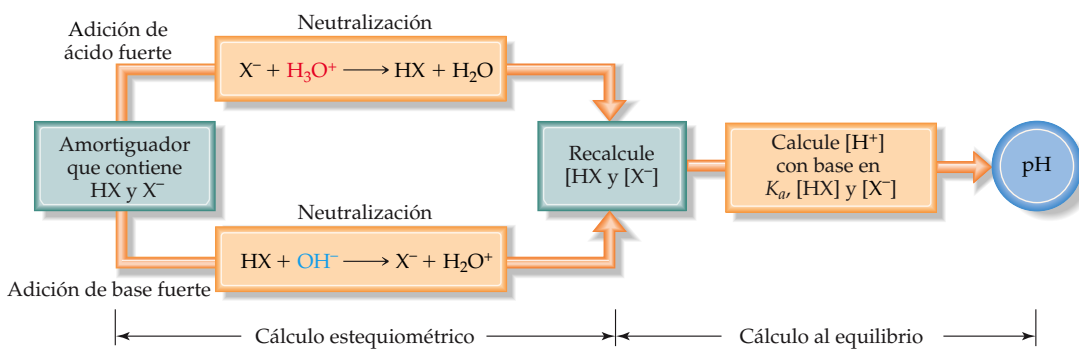 Adición de
ácido fuerte
Neutralización
X⁻ + H₃O⁺ ⟶ HX + H₂O
Amortiguador
que contiene
HX y X⁻
Recalcule
[HX y [X⁻]
Calcule [H⁺]
con base en
Kₐ, [HX] y [X⁻]
pH
Neutralización
HX + OH⁻ ⟶ X⁻ + H₂O⁺
Adición de base fuerte
Cálculo estequiométrico
Cálculo al equilibrio